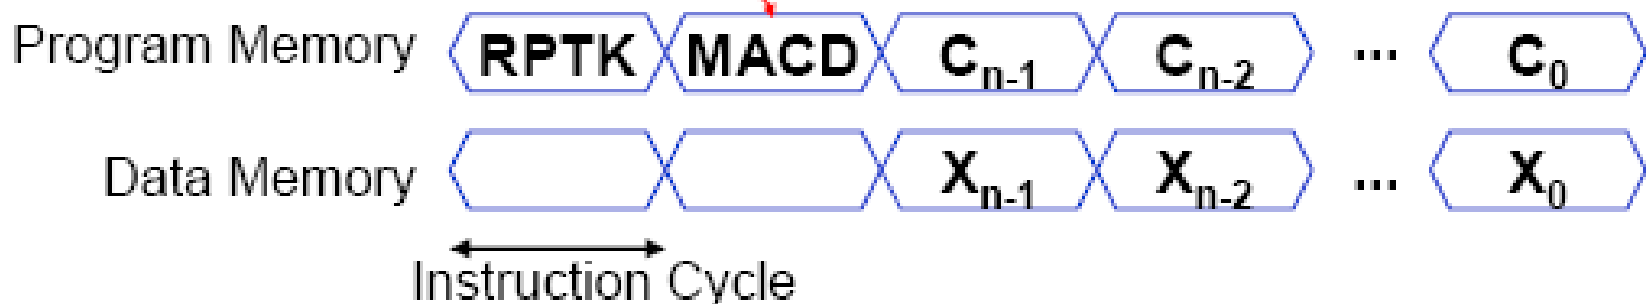 Program Memory RPTK MACD Cn-1 Cn-2 ... C0
Data Memory Xn-1 Xn-2 ... X0
Instruction Cycle